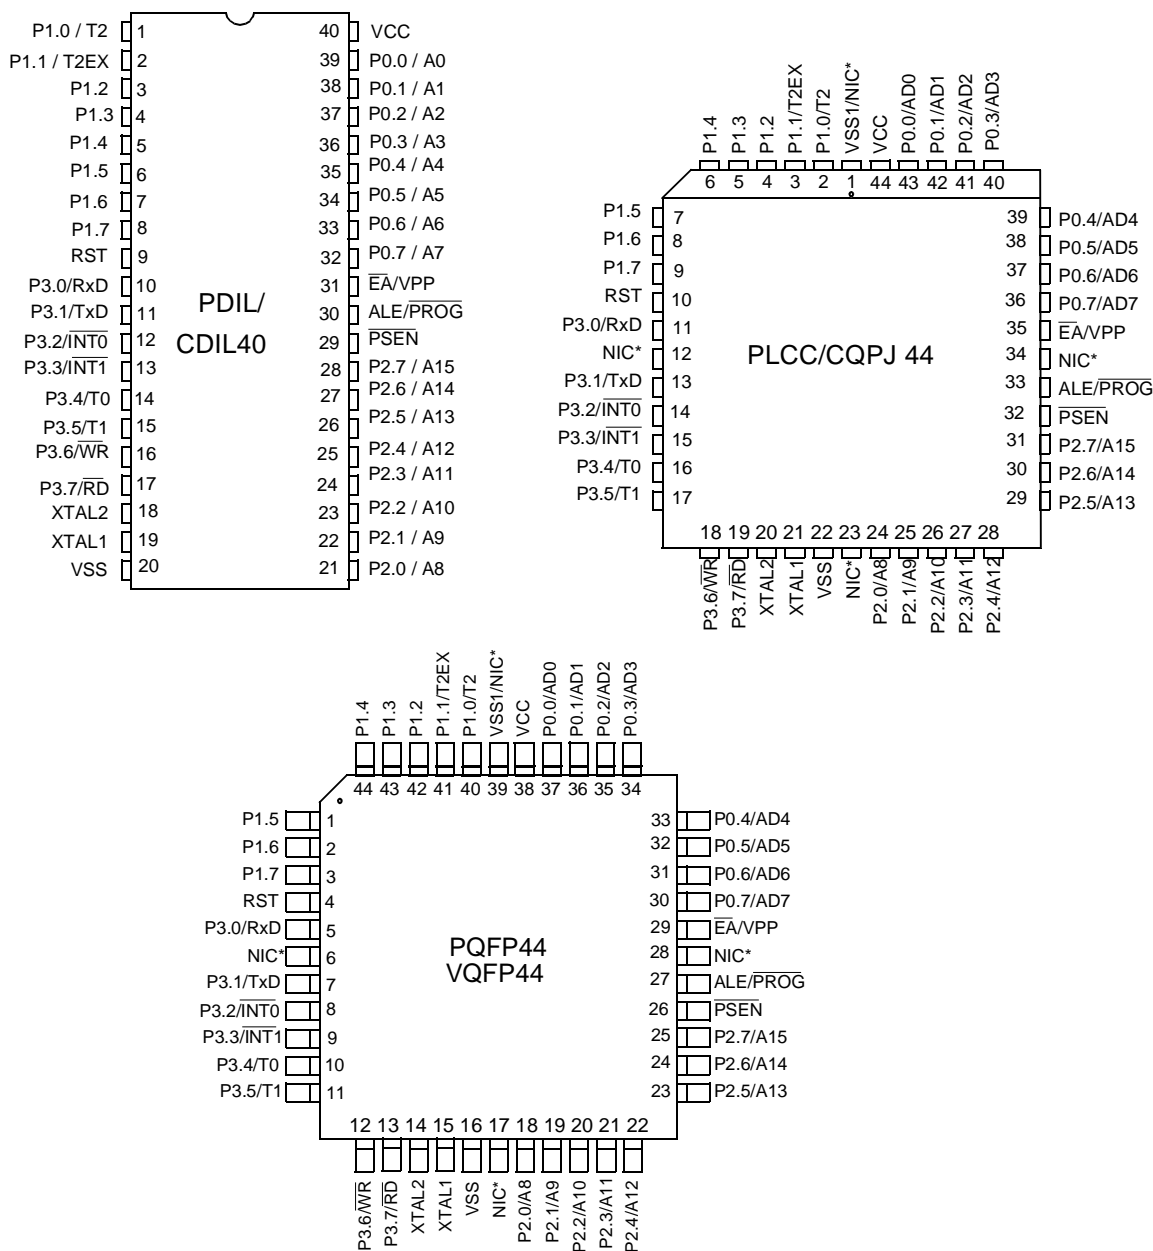 P1.0 / T2 1 40 VCC
P1.1 / T2EX 2 39 P0.0 / A0
P1.2 3 38 P0.1 / A1
P1.3 4 37 P0.2 / A2
P1.4 5 36 P0.3 / A3
P1.5 6 35 P0.4 / A4
P1.6 7 34 P0.5 / A5
P1.7 8 33 P0.6 / A6
RST 9 32 P0.7 / A7
P3.0/RxD 10 31 EA/VPP
P3.1/TxD 11 30 ALE/PROG
P3.2/INT0 12 29 PSEN
P3.3/INT1 13 28 P2.7 / A15
P3.4/T0 14 27 P2.6 / A14
P3.5/T1 15 26 P2.5 / A13
P3.6/WR 16 25 P2.4 / A12
P3.7/RD 17 24 P2.3 / A11
XTAL2 18 23 P2.2 / A10
XTAL1 19 22 P2.1 / A9
VSS 20 21 P2.0 / A8
PDIL/
CDIL40
P1.4 P1.3 P1.2 P1.1/T2EX P1.0/T2 VSS1/NIC* VCC P0.0/AD0 P0.1/AD1 P0.2/AD2 P0.3/AD3
6 5 4 3 2 1 44 43 42 41 40
P1.5 7 39 P0.4/AD4
P1.6 8 38 P0.5/AD5
P1.7 9 37 P0.6/AD6
RST 10 36 P0.7/AD7
P3.0/RxD 11 35 EA/VPP
NIC* 12 34 NIC*
P3.1/TxD 13 33 ALE/PROG
P3.2/INT0 14 32 PSEN
P3.3/INT1 15 31 P2.7/A15
P3.4/T0 16 30 P2.6/A14
P3.5/T1 17 29 P2.5/A13
PLCC/CQPJ 44
18 19 20 21 22 23 24 25 26 27 28
P3.6/WR P3.7/RD XTAL2 XTAL1 VSS NIC* P2.0/A8 P2.1/A9 P2.2/A10 P2.3/A11 P2.4/A12
P1.4 P1.3 P1.2 P1.1/T2EX P1.0/T2 VSS1/NIC* VCC P0.0/AD0 P0.1/AD1 P0.2/AD2 P0.3/AD3
44 43 42 41 40 39 38 37 36 35 34
P1.5 1 33 P0.4/AD4
P1.6 2 32 P0.5/AD5
P1.7 3 31 P0.6/AD6
RST 4 30 P0.7/AD7
P3.0/RxD 5 29 EA/VPP
NIC* 6 28 NIC*
P3.1/TxD 7 27 ALE/PROG
P3.2/INT0 8 26 PSEN
P3.3/INT1 9 25 P2.7/A15
P3.4/T0 10 24 P2.6/A14
P3.5/T1 11 23 P2.5/A13
PQFP44
VQFP44
12 13 14 15 16 17 18 19 20 21 22
P3.6/WR P3.7/RD XTAL2 XTAL1 VSS NIC* P2.0/A8 P2.1/A9 P2.2/A10 P2.3/A11 P2.4/A12